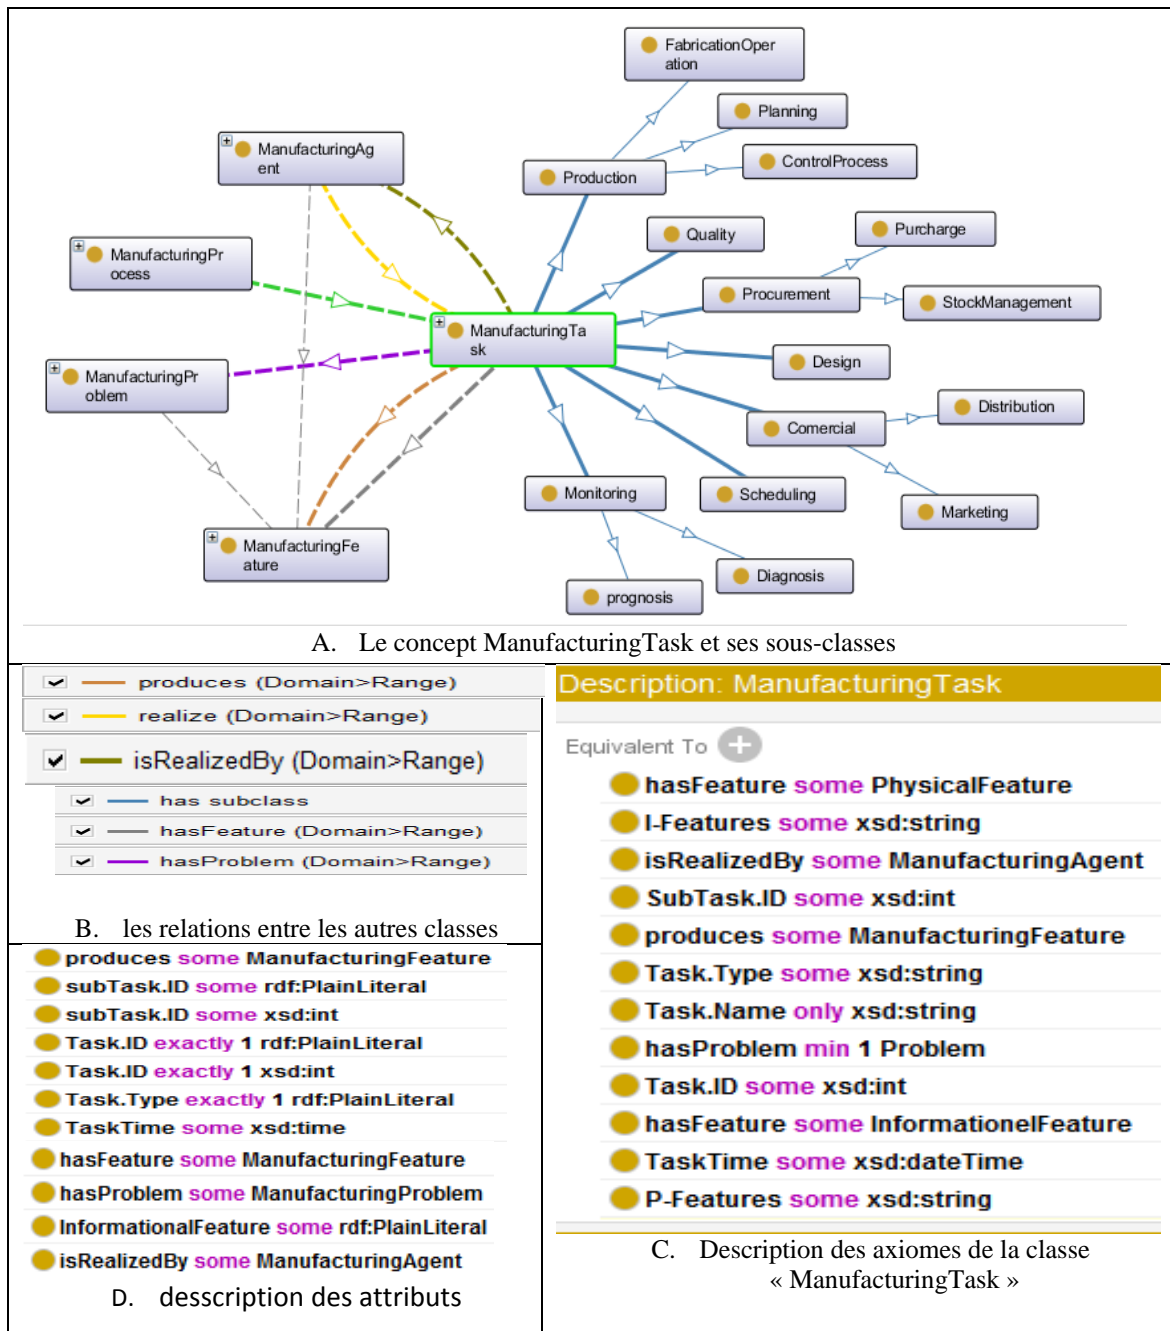 FabricationOper
ation
Planning
ManufacturingAg
ent
ControlProcess
Production
Purcharge
Quality
ManufacturingPr
ocess
Procurement
StockManagement
ManufacturingTa
sk
Design
ManufacturingPr
oblem
Distribution
Comercial
Monitoring
Scheduling
Marketing
ManufacturingFe
ature
Diagnosis
prognosis
A. Le concept ManufacturingTask et ses sous-classes
produces (Domain>Range)
realize (Domain>Range)
isRealizedBy (Domain>Range)
has subclass
hasFeature (Domain>Range)
hasProblem (Domain>Range)
B. les relations entre les autres classes
produces some ManufacturingFeature
subTask.ID some rdf:PlainLiteral
subTask.ID some xsd:int
Task.ID exactly 1 rdf:PlainLiteral
Task.ID exactly 1 xsd:int
Task.Type exactly 1 rdf:PlainLiteral
TaskTime some xsd:time
hasFeature some ManufacturingFeature
hasProblem some ManufacturingProblem
InformationalFeature some rdf:PlainLiteral
isRealizedBy some ManufacturingAgent
D. desscription des attributs
Description: ManufacturingTask
Equivalent To
hasFeature some PhysicalFeature
I-Features some xsd:string
isRealizedBy some ManufacturingAgent
SubTask.ID some xsd:int
produces some ManufacturingFeature
Task.Type some xsd:string
Task.Name only xsd:string
hasProblem min 1 Problem
Task.ID some xsd:int
hasFeature some InformationelFeature
TaskTime some xsd:dateTime
P-Features some xsd:string
C. Description des axiomes de la classe
« ManufacturingTask »